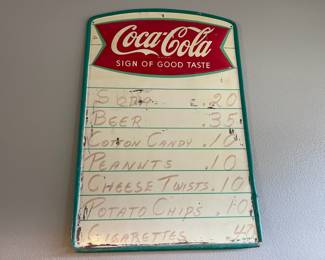 Coca-Cola
SIGN OF GOOD TASTE
SODA .20
BEER .35
COTTON CANDY .10
PEANUTS .10
CHEESE TWISTS .10
POTATO CHIPS .10
CIGARETTES